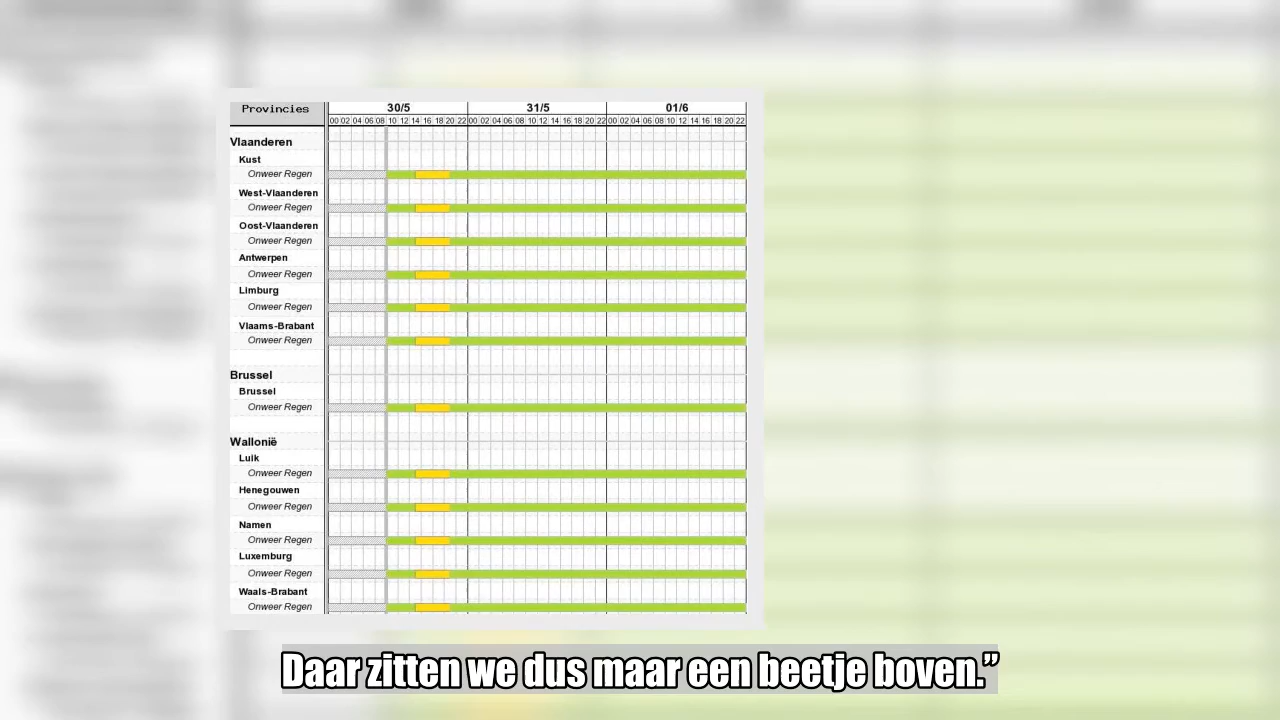 Provincies 30/5 31/5 01/6
00 02 04 06 08 10 12 14 16 18 20 22 00 02 04 06 08 10 12 14 16 18 20 22 00 02 04 06 08 10 12 14 16 18 20 22
Vlaanderen
Kust
Onweer Regen
West-Vlaanderen
Onweer Regen
Oost-Vlaanderen
Onweer Regen
Antwerpen
Onweer Regen
Limburg
Onweer Regen
Vlaams-Brabant
Onweer Regen
Brussel
Brussel
Onweer Regen
Wallonië
Luik
Onweer Regen
Henegouwen
Onweer Regen
Namen
Onweer Regen
Luxemburg
Onweer Regen
Waals-Brabant
Onweer Regen
Daar zitten we dus maar een beetje boven.”